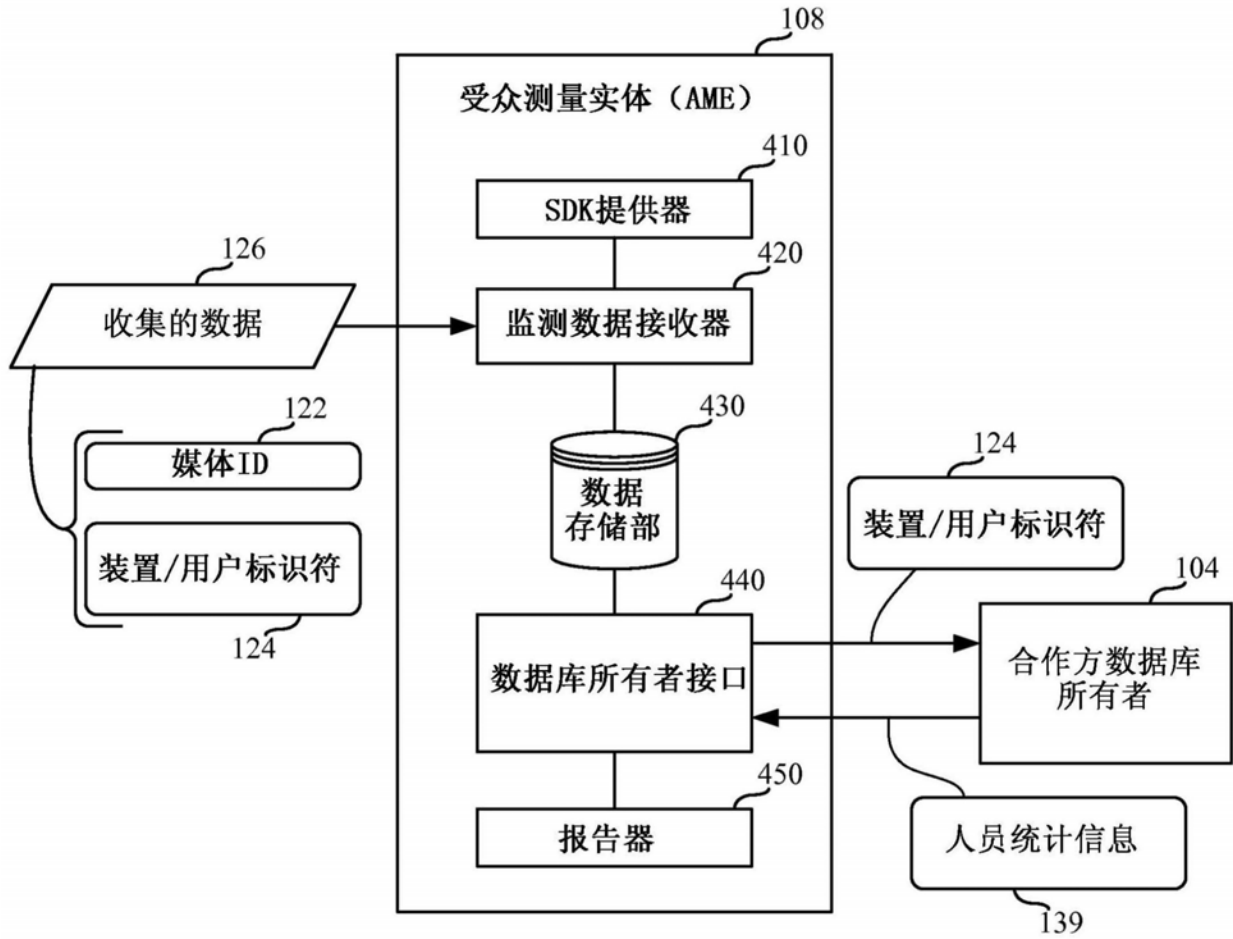 108
受众测量实体（AME）
410
SDK提供器
126
420
收集的数据
监测数据接收器
122
430
媒体ID
数据
存储部
124
装置/用户标识符
装置/用户标识符
124
440
104
数据库所有者接口
合作方数据库
所有者
450
报告器
人员统计信息
139